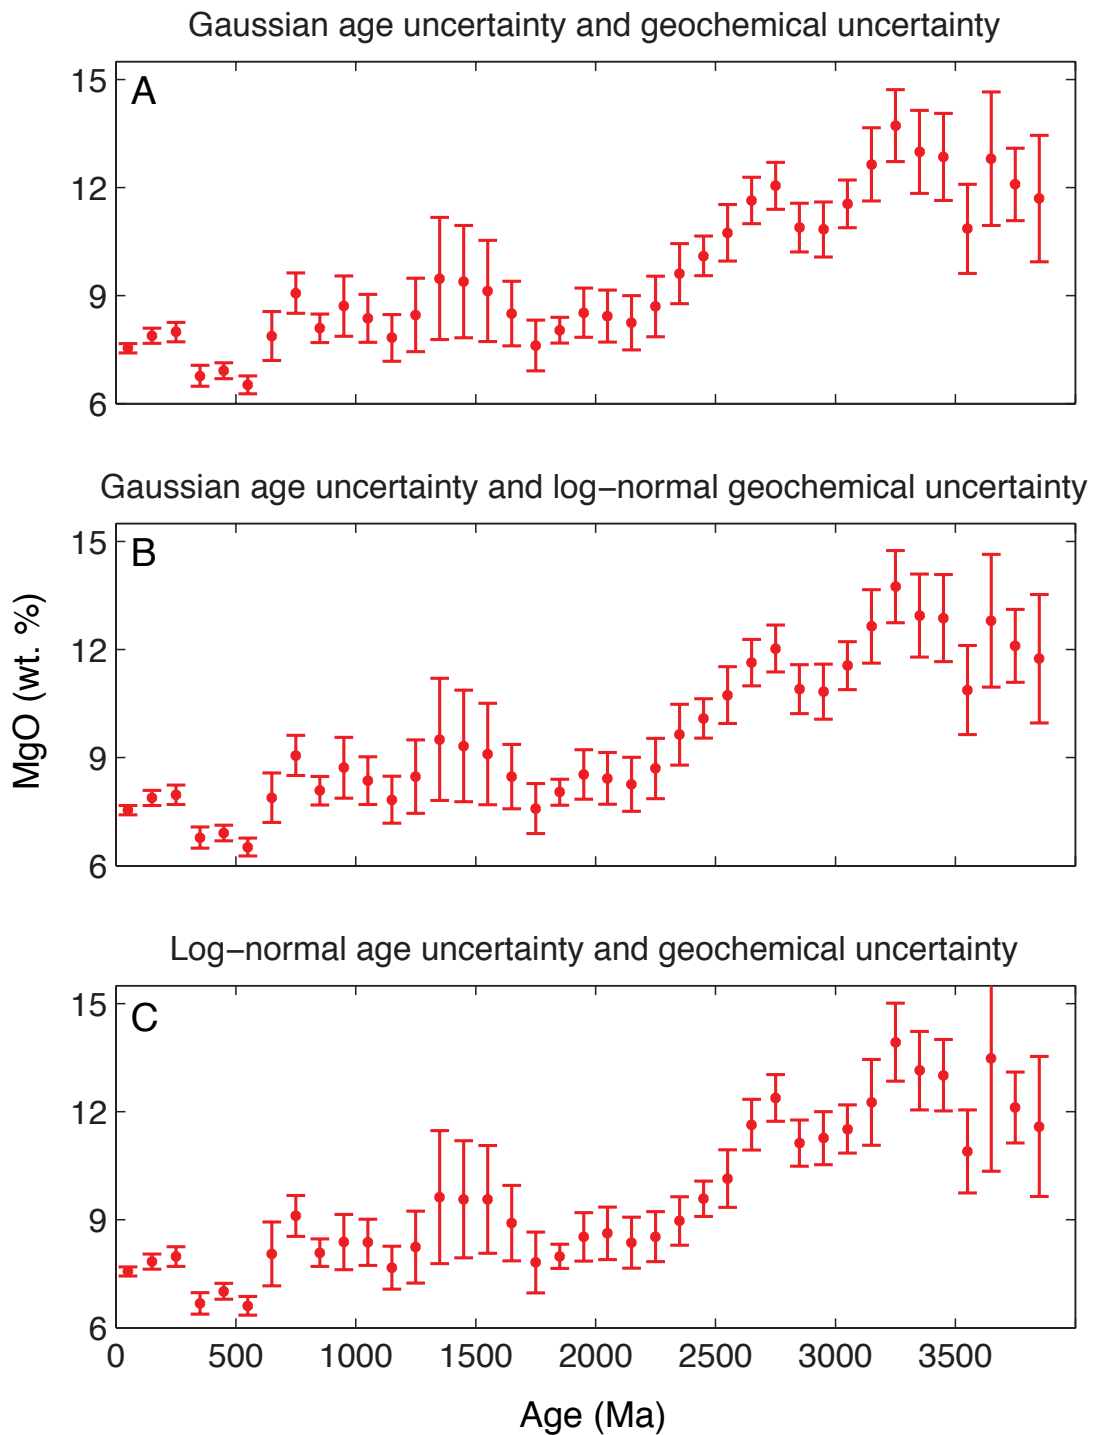 Gaussian age uncertainty and geochemical uncertainty
A
15
12
9
6
Gaussian age uncertainty and log−normal geochemical uncertainty
B
15
12
9
6
MgO (wt. %)
Log−normal age uncertainty and geochemical uncertainty
C
15
12
9
6
0 500 1000 1500 2000 2500 3000 3500
Age (Ma)